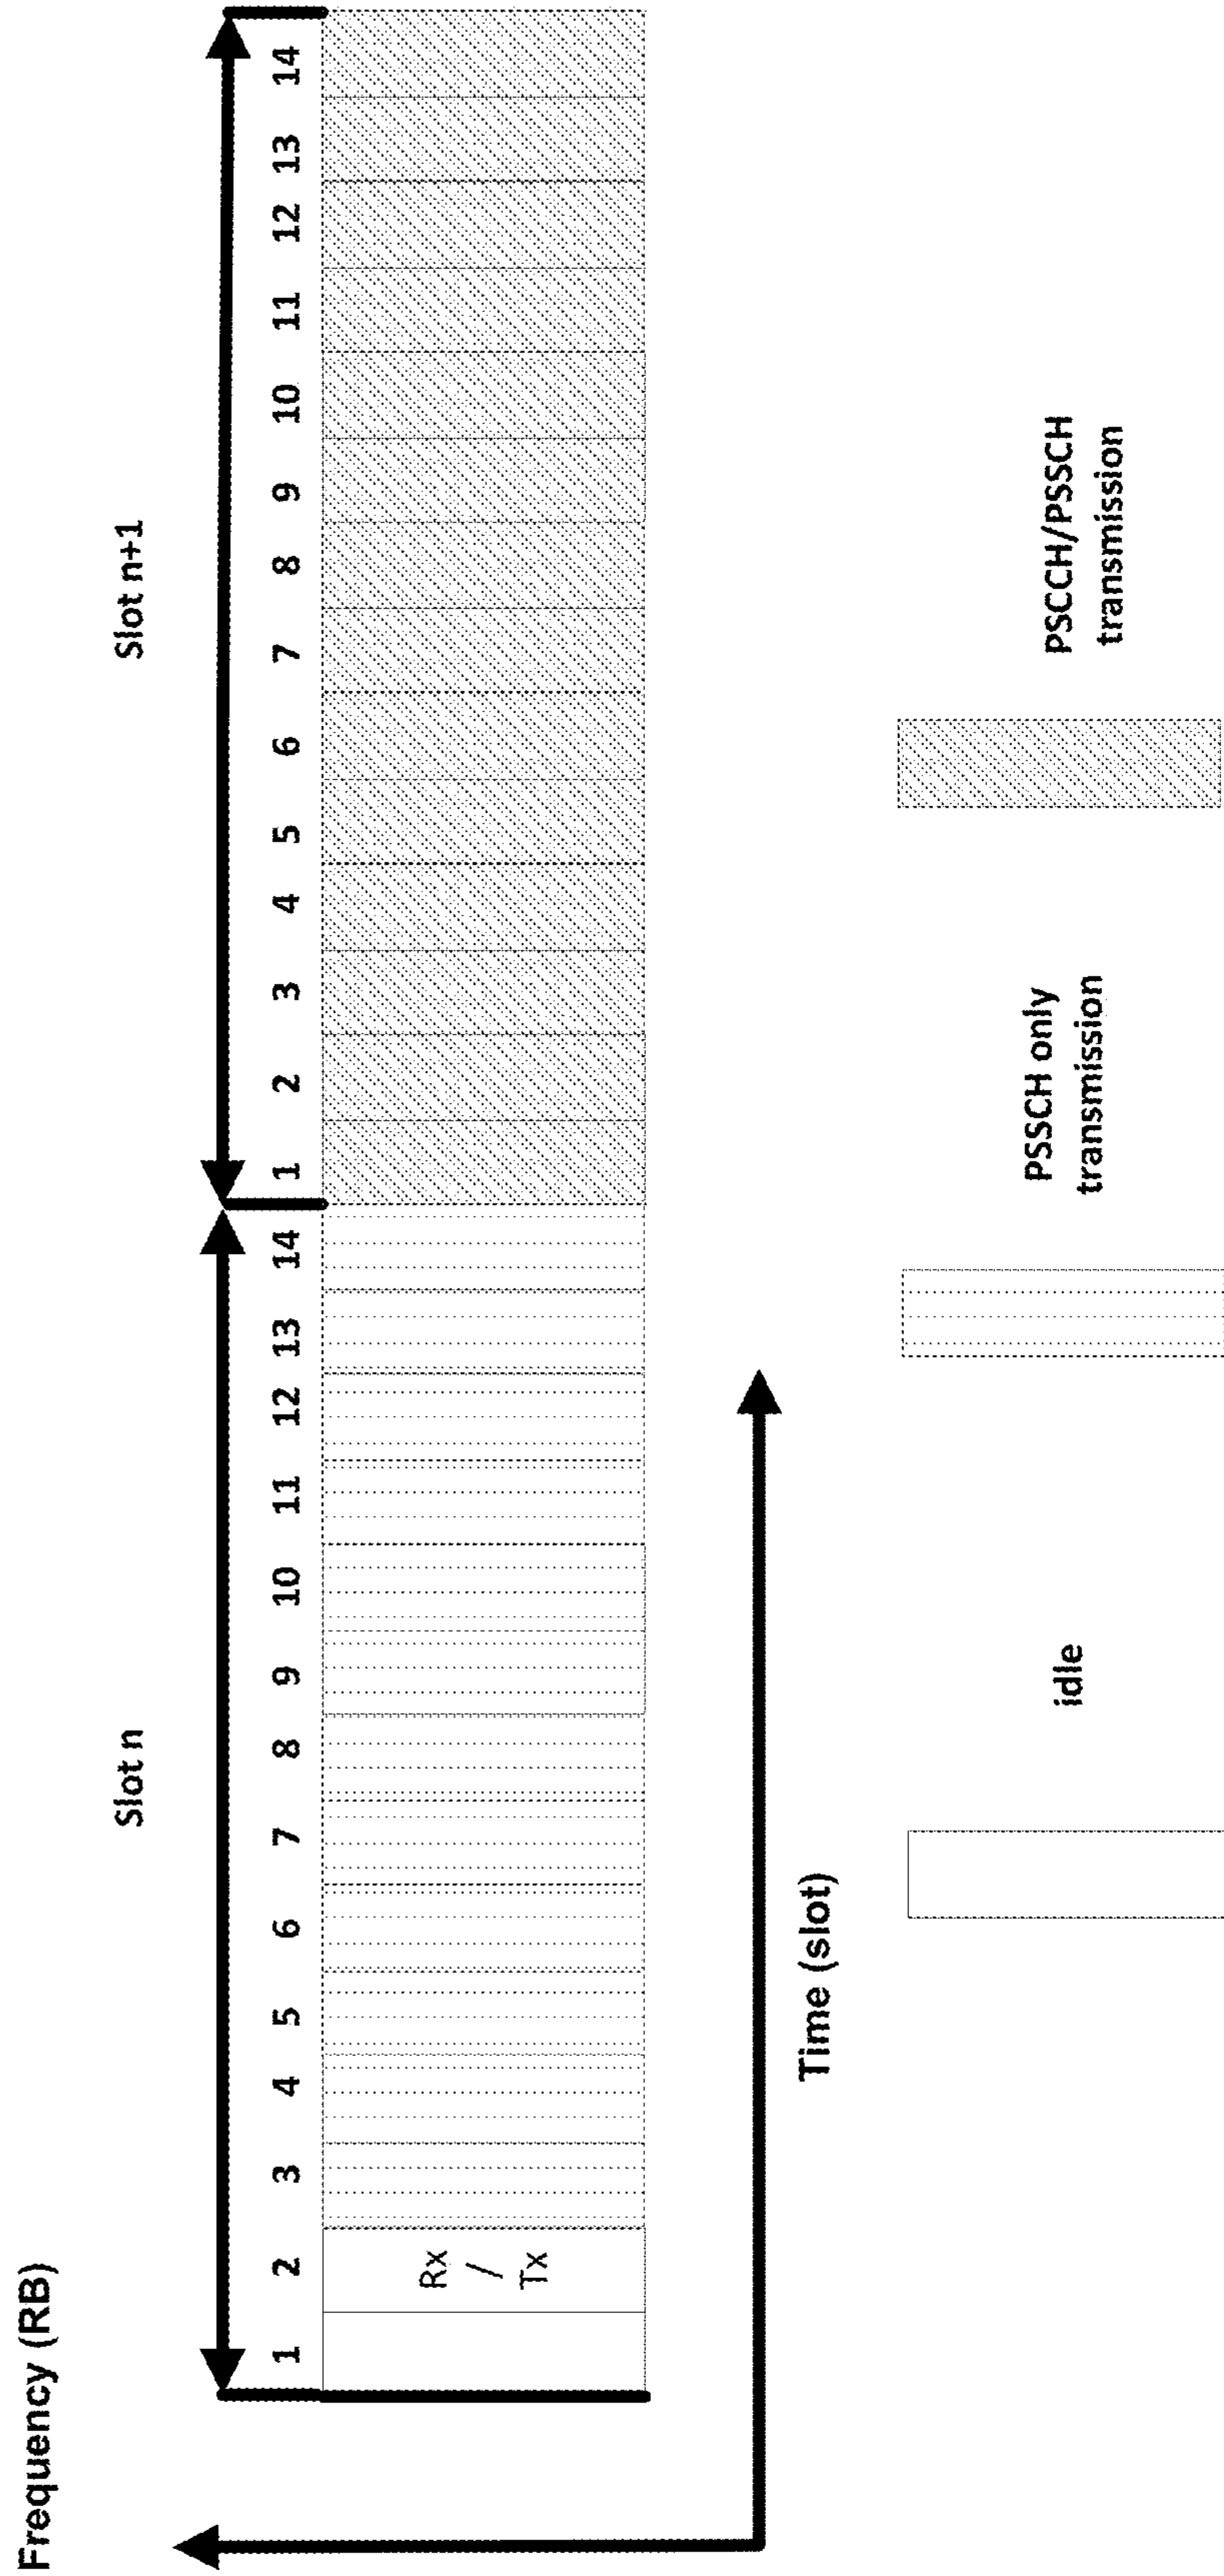 Frequency (RB)
Slot n
Slot n+1
1 2 3 4 5 6 7 8 9 10 11 12 13 14 1 2 3 4 5 6 7 8 9 10 11 12 13 14
Rx
/
Tx
Time (slot)
idle
PSSCH only
transmission
PSCCH/PSSCH
transmission